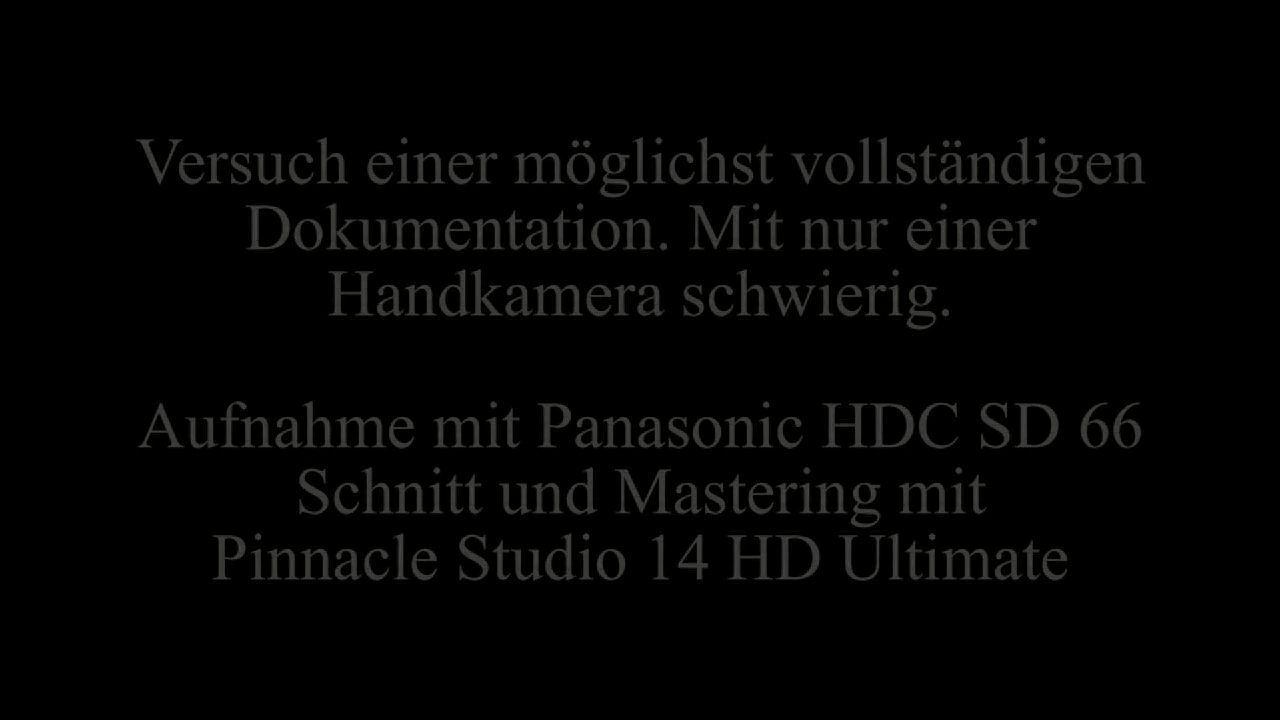 Versuch einer möglichst vollständigen
Dokumentation. Mit nur einer
Handkamera schwierig.
Aufnahme mit Panasonic HDC SD 66
Schnitt und Mastering mit
Pinnacle Studio 14 HD Ultimate